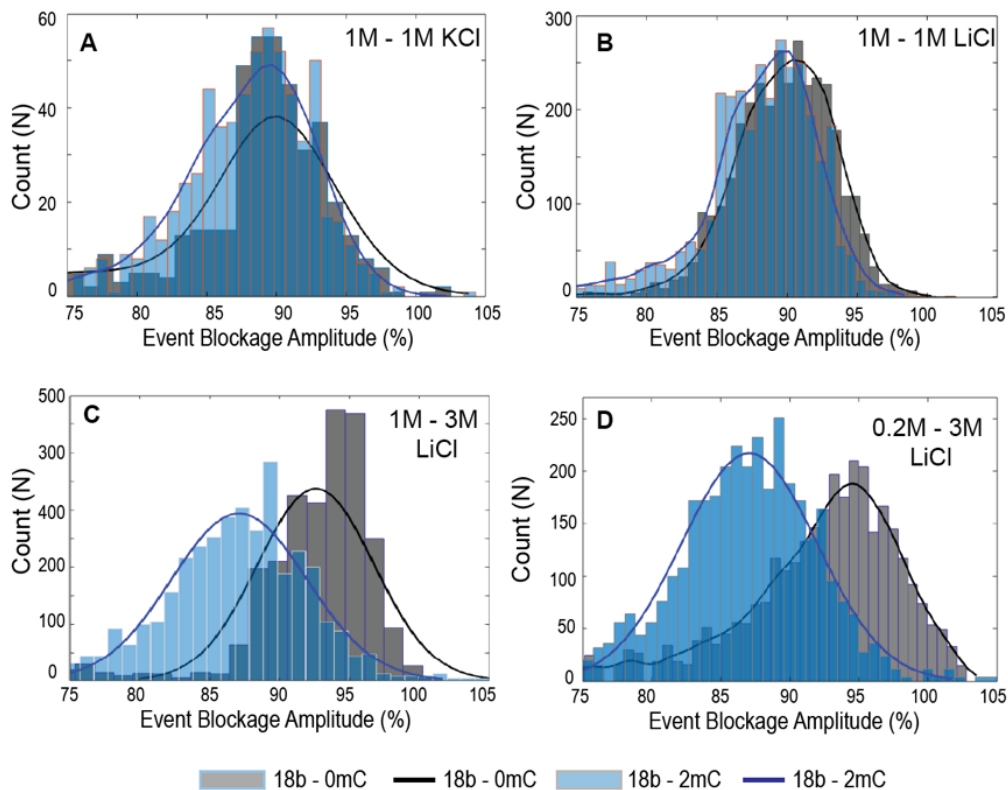 A
1M - 1M KCl
60
40
20
0
Count (N)
75 80 85 90 95 100 105
Event Blockage Amplitude (%)
B
1M - 1M LiCl
300
200
100
0
Count (N)
75 80 85 90 95 100 105
Event Blockage Amplitude (%)
C
1M - 3M
LiCl
500
300
400
200
100
0
Count (N)
75 80 85 90 95 100 105
Event Blockage Amplitude (%)
D
0.2M - 3M
LiCl
250
200
150
100
50
0
Count (N)
75 80 85 90 95 100 105
Event Blockage Amplitude (%)
18b - 0mC 18b - 0mC 18b - 2mC 18b - 2mC